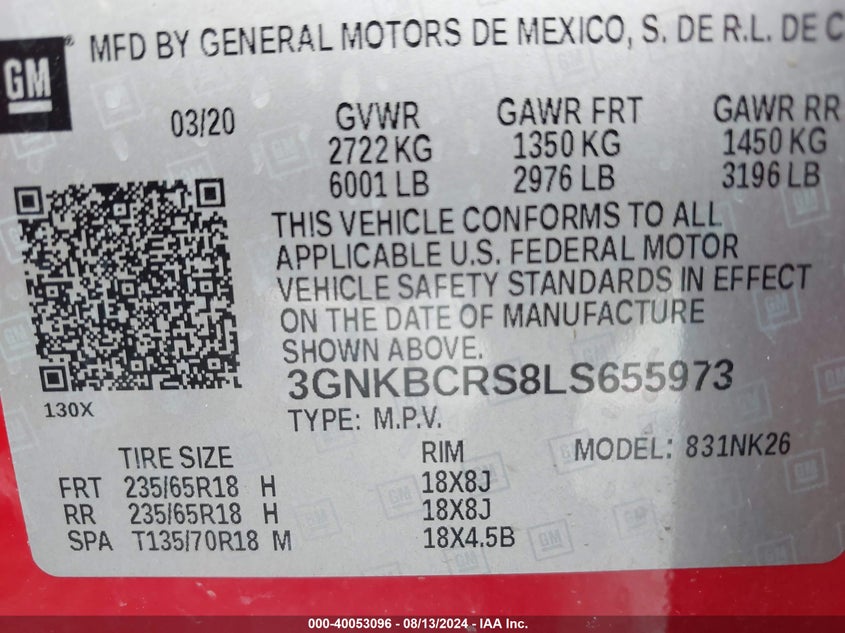 GM
MFD BY GENERAL MOTORS DE MEXICO, S. DE R.L. DE C
03/20 GVWR GAWR FRT GAWR RR
2722 KG 1350 KG 1450 KG
6001 LB 2976 LB 3196 LB
THIS VEHICLE CONFORMS TO ALL
APPLICABLE U.S. FEDERAL MOTOR
VEHICLE SAFETY STANDARDS IN EFFECT
ON THE DATE OF MANUFACTURE
SHOWN ABOVE.
3GNKBCRS8LS655973
130X
TYPE: M.P.V.
TIRE SIZE RIM MODEL: 831NK26
FRT 235/65R18 H 18X8J
RR 235/65R18 H 18X8J
SPA T135/70R18 M 18X4.5B
000-40053096 - 08/13/2024 - IAA Inc.